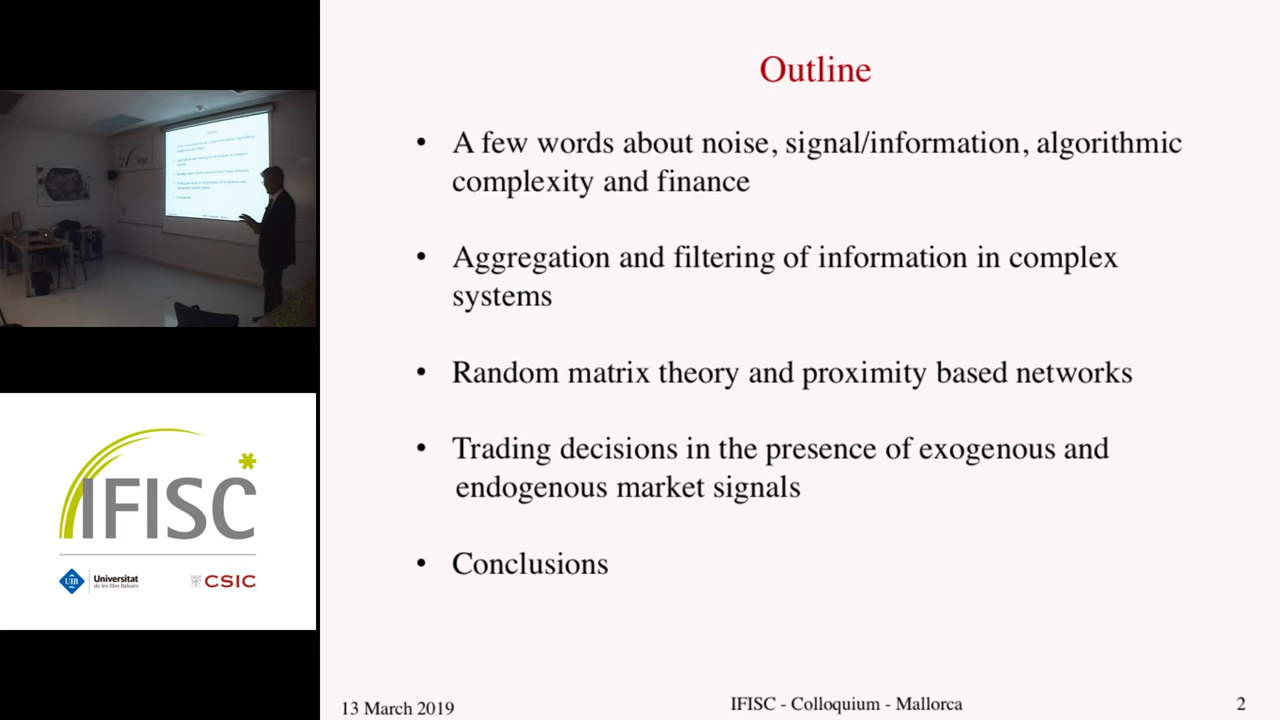 Outline
• A few words about noise, signal/information, algorithmic
complexity and finance
• Aggregation and filtering of information in complex
systems
• Random matrix theory and proximity based networks
• Trading decisions in the presence of exogenous and
endogenous market signals
• Conclusions
13 March 2019
IFISC - Colloquium - Mallorca
2
IFISC
UIB
Universitat
de les Illes Balears
CSIC